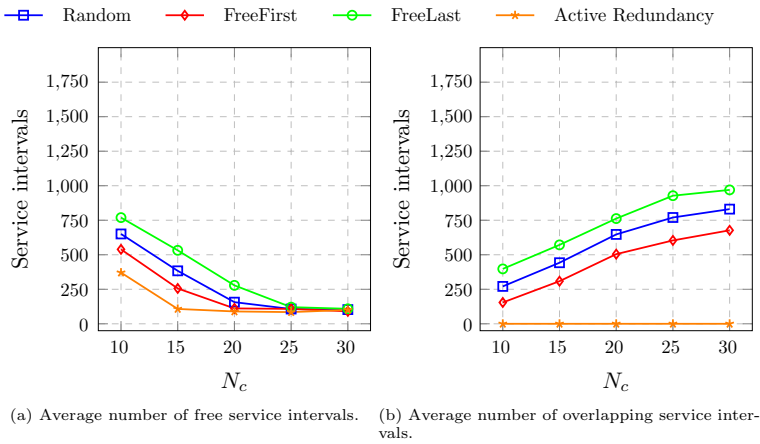 Random FreeFirst FreeLast Active Redundancy
1,750
1,500
1,250
1,000
750
500
250
0
Service intervals
10 15 20 25 30
N_c
(a) Average number of free service intervals.
1,750
1,500
1,250
1,000
750
500
250
0
Service intervals
10 15 20 25 30
N_c
(b) Average number of overlapping service inter-
vals.